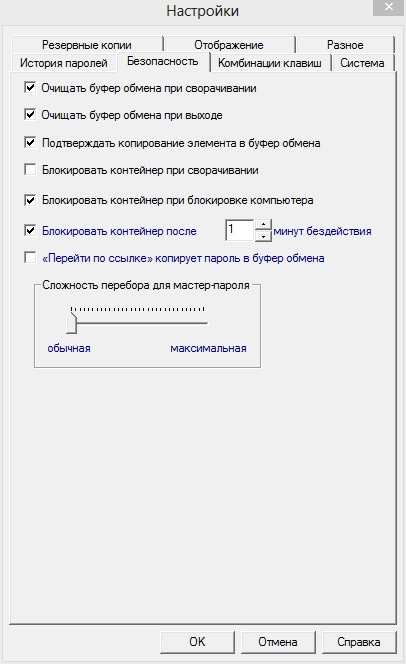 Настройки
Резервные копии Отображение Разное
История паролей Безопасность Комбинации клавиш Система
Очищать буфер обмена при сворачивании
Очищать буфер обмена при выходе
Подтверждать копирование элемента в буфер обмена
Блокировать контейнер при сворачивании
Блокировать контейнер при блокировке компьютера
Блокировать контейнер после 1 минут бездействия
«Перейти по ссылке» копирует пароль в буфер обмена
Сложность перебора для мастер-пароля
обычная максимальная
OK Отмена Справка